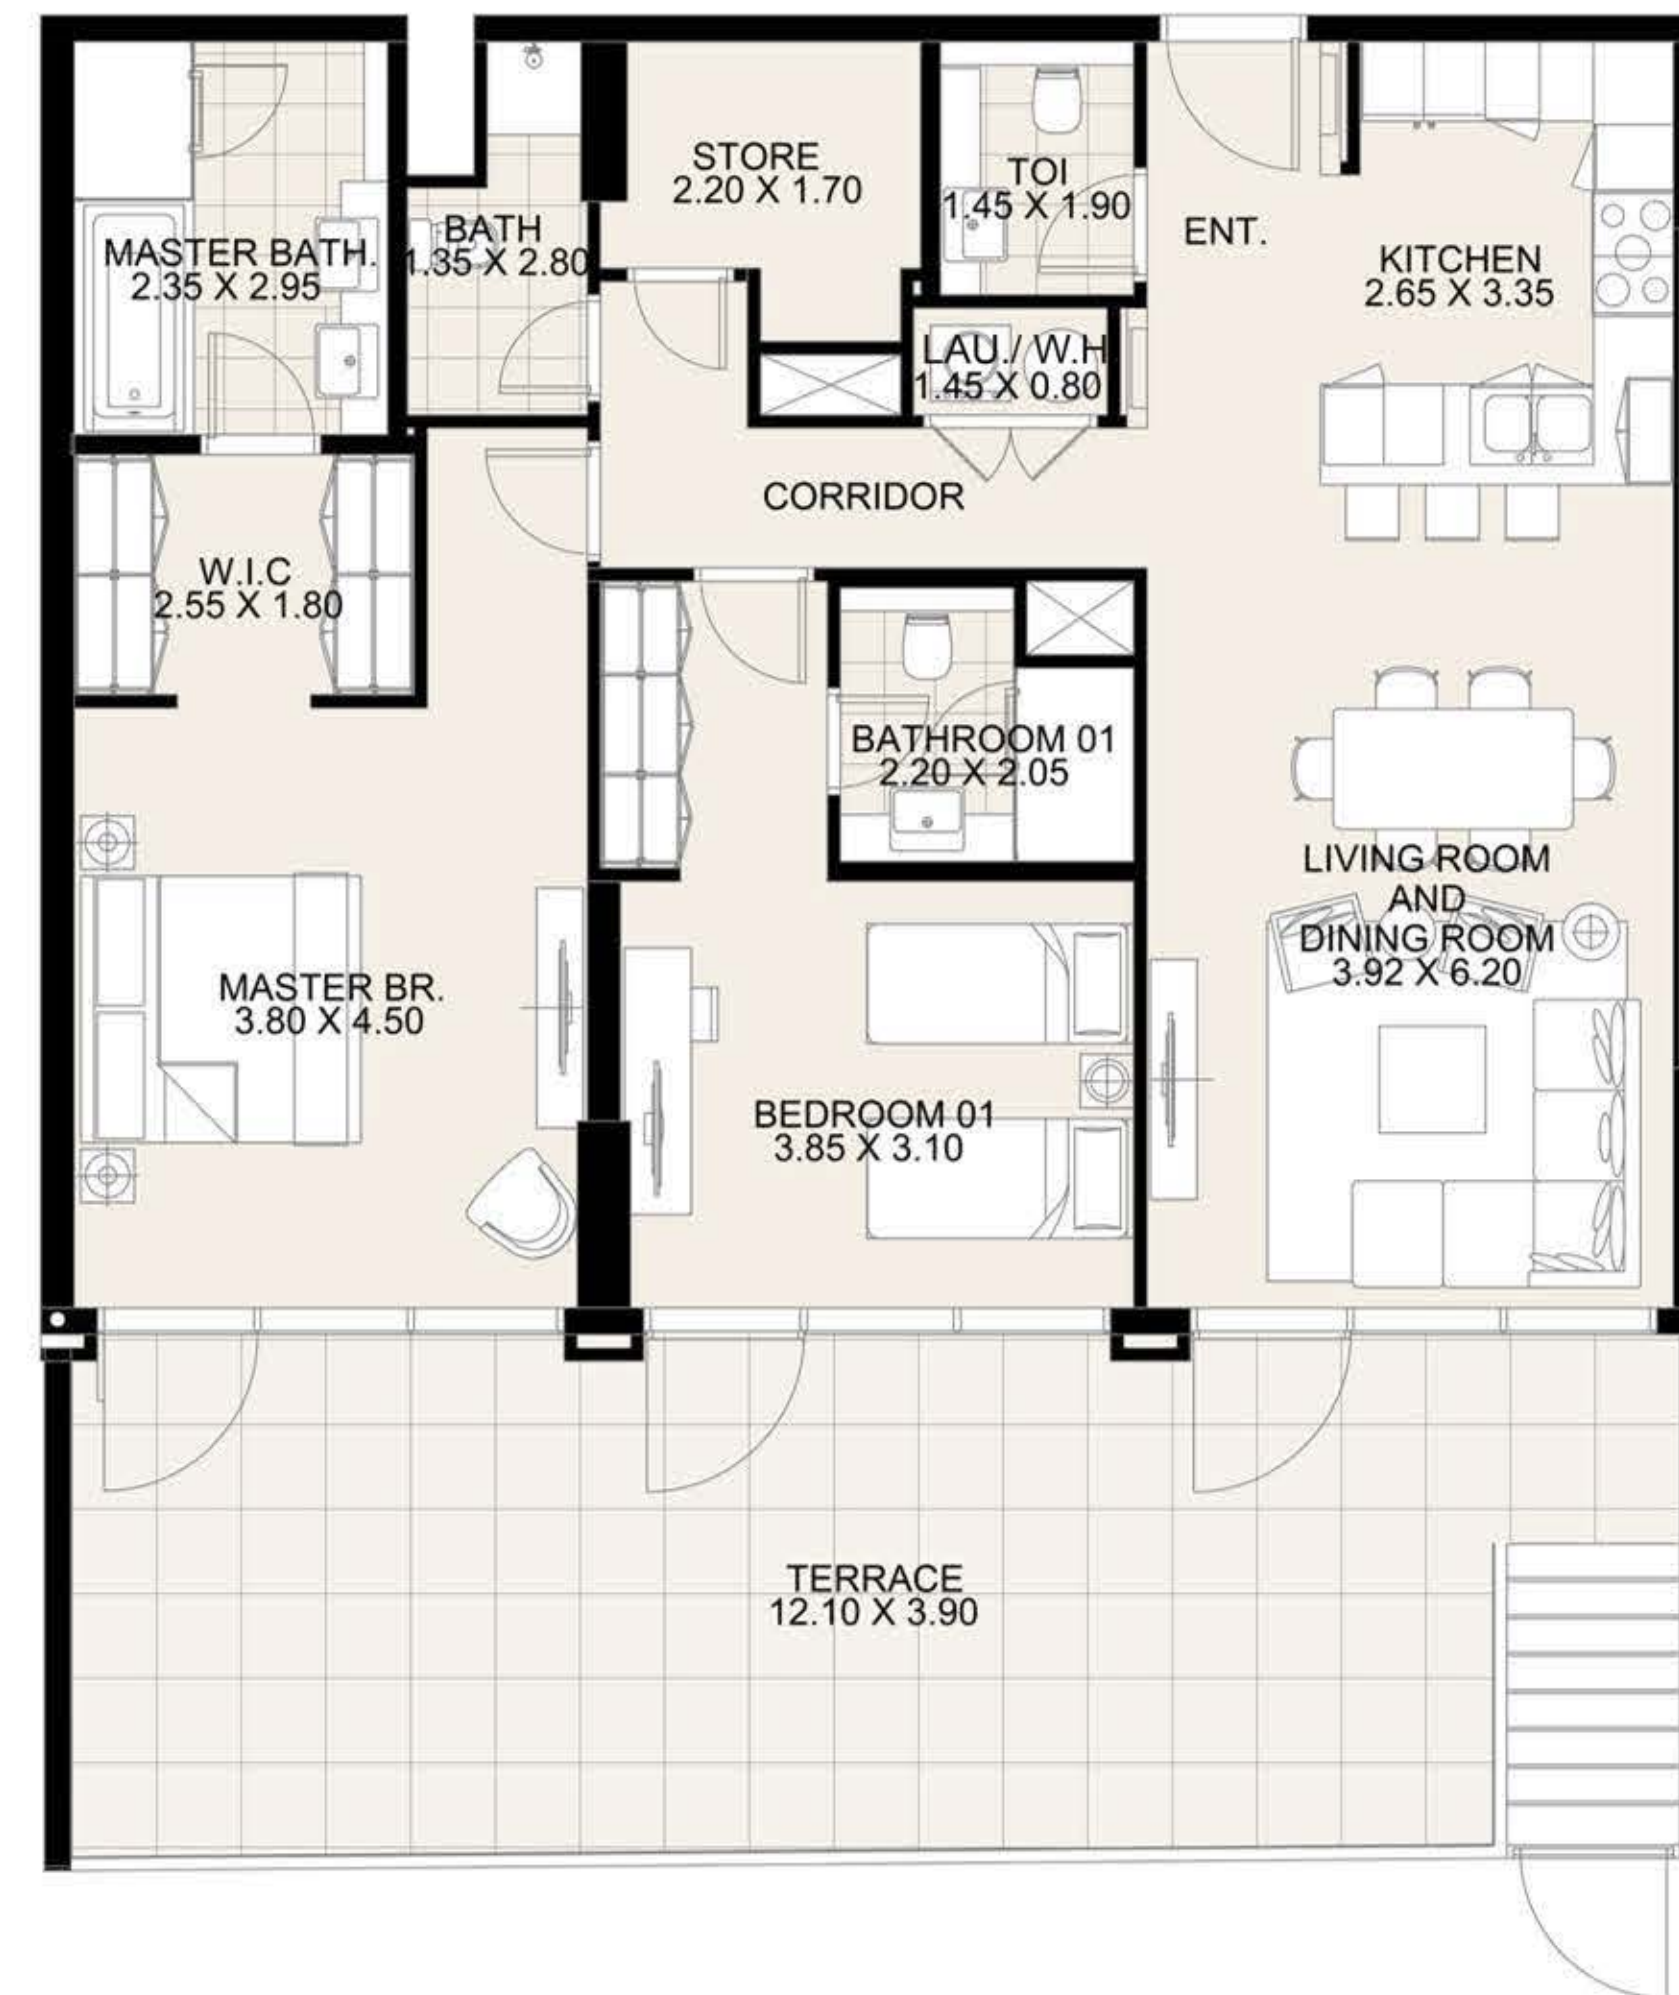 STORE
2.20 X 1.70
TOI
1.45 X 1.90
ENT.
MASTER BATH.
2.35 X 2.95
BATH
1.35 X 2.80
KITCHEN
2.65 X 3.35
LAU./ W.H
1.45 X 0.80
CORRIDOR
W.I.C
2.55 X 1.80
BATHROOM 01
2.20 X 2.05
LIVING ROOM
AND
DINING ROOM
3.92 X 6.20
MASTER BR.
3.80 X 4.50
BEDROOM 01
3.85 X 3.10
TERRACE
12.10 X 3.90